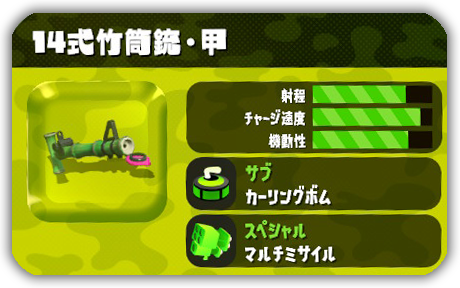 14式竹筒銃・甲
射程
チャージ速度
機動性
サブ
カーリングボム
スペシャル
マルチミサイル